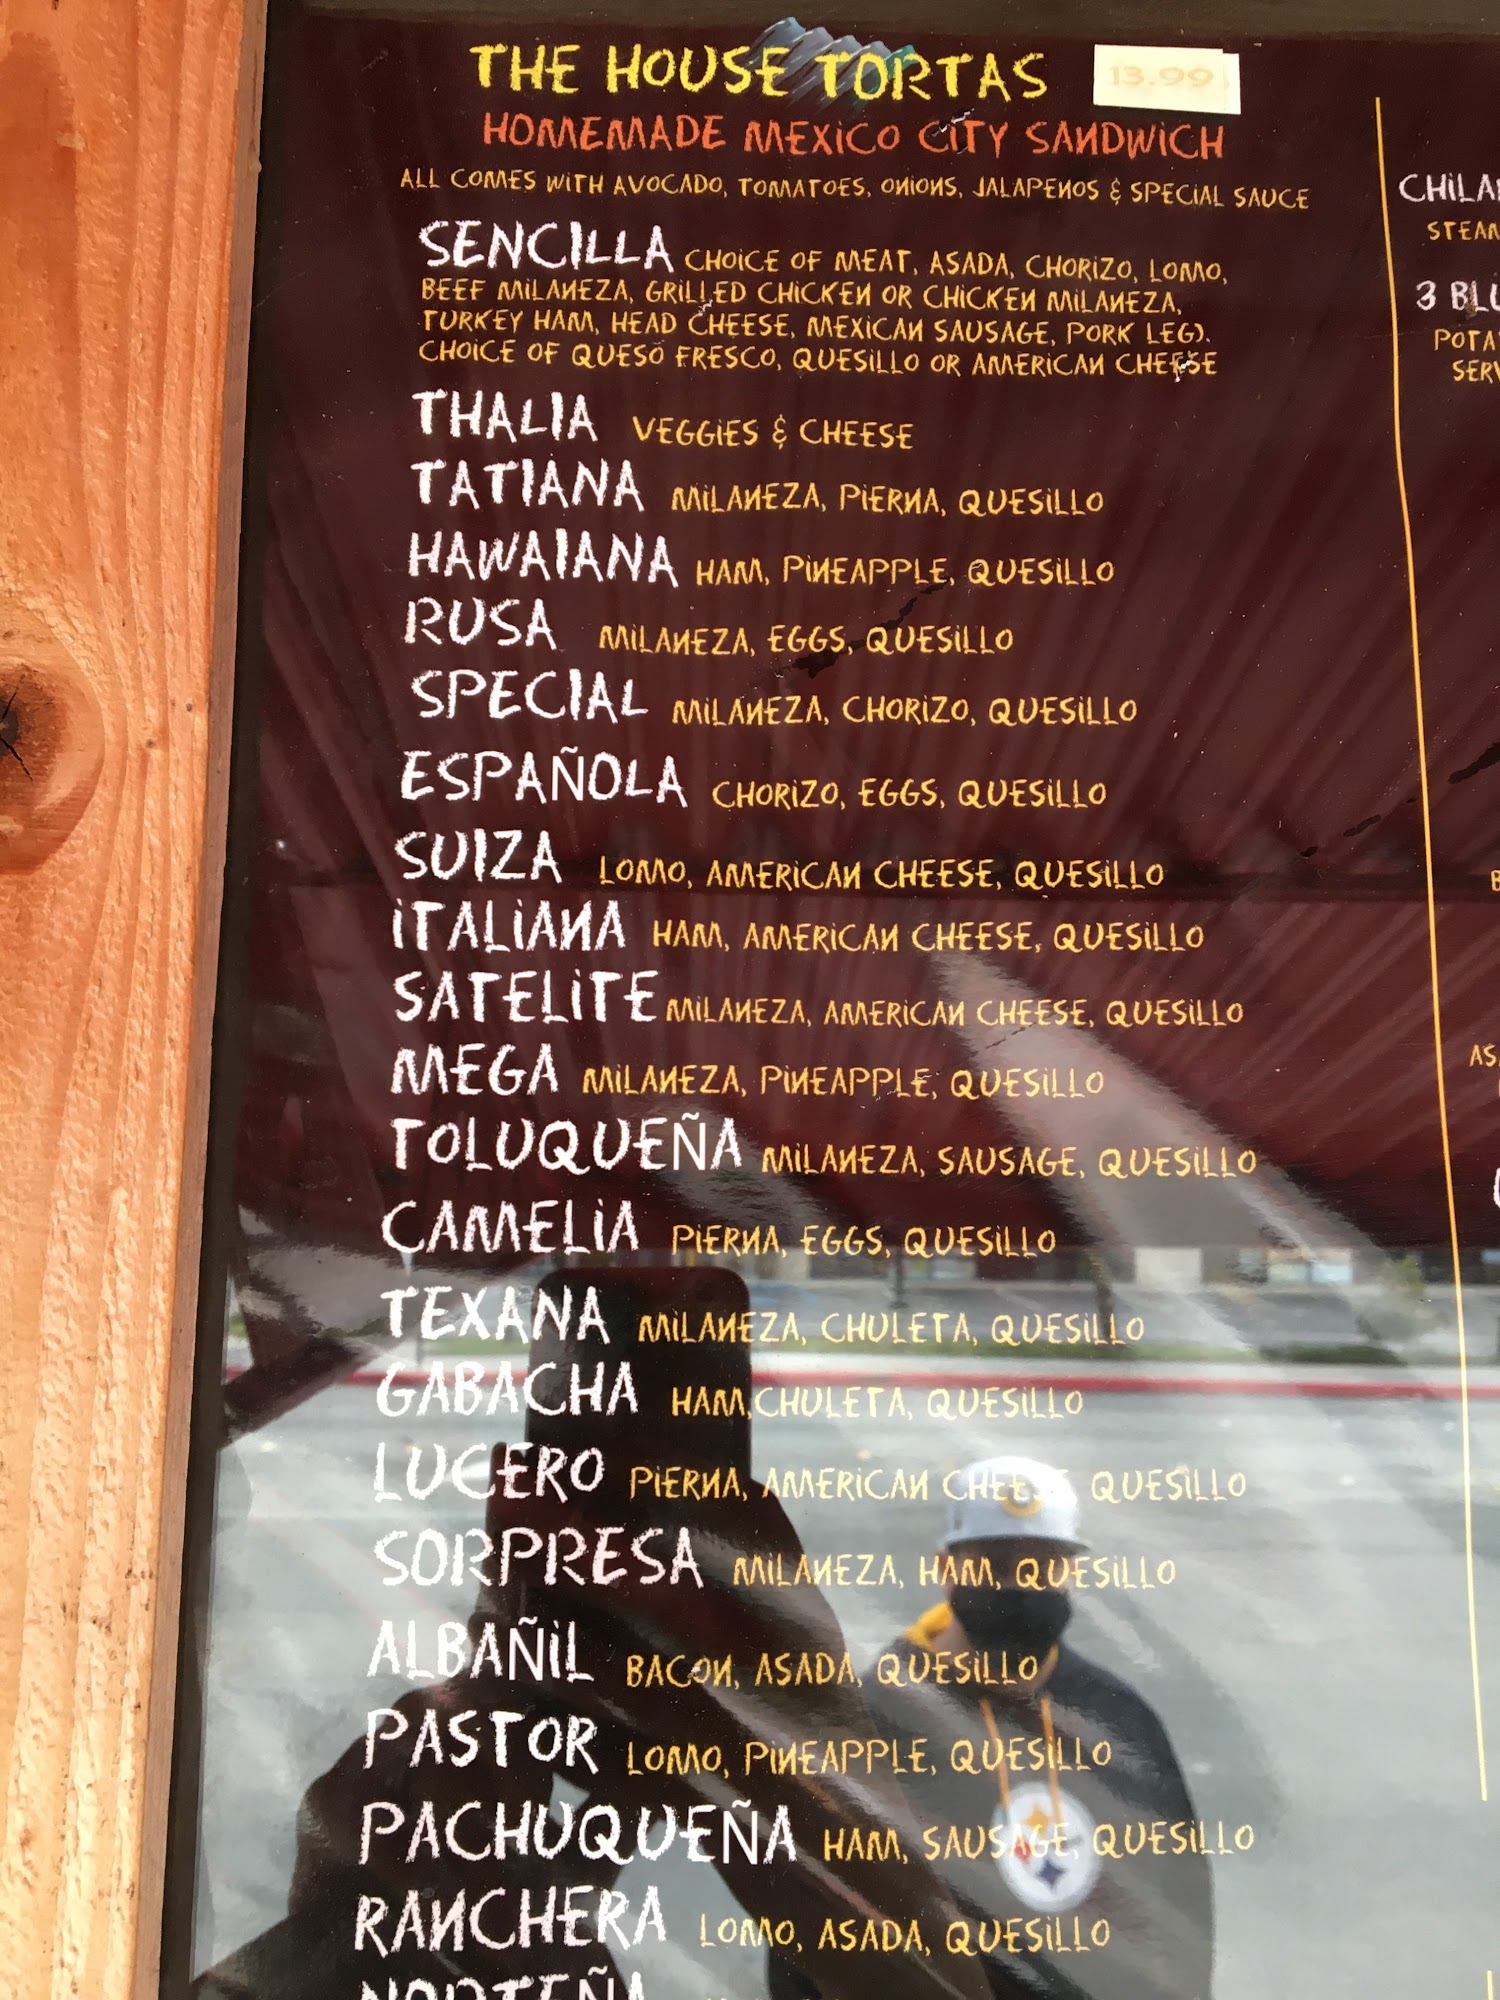 THE HOUSE TORTAS 13.99
HOMEMADE MEXICO CITY SANDWICH
ALL COMES WITH AVOCADO, TOMATOES, ONIONS, JALAPENOS & SPECIAL SAUCE
SENCILLA CHOICE OF MEAT, ASADA, CHORIZO, LOMO,
BEEF MILANEZA, GRILLED CHICKEN OR CHICKEN MILANEZA,
TURKEY HAM, HEAD CHEESE, MEXICAN SAUSAGE, PORK LEG).
CHOICE OF QUESO FRESCO, QUESILLO OR AMERICAN CHEESE
THALIA VEGGIES & CHEESE
TATIANA MILANEZA, PIERNA, QUESILLO
HAWAIANA HAM, PINEAPPLE, QUESILLO
RUSA MILANEZA, EGGS, QUESILLO
SPECIAL MILANEZA, CHORIZO, QUESILLO
ESPAÑOLA CHORIZO, EGGS, QUESILLO
SUIZA LOMO, AMERICAN CHEESE, QUESILLO
ITALIANA HAM, AMERICAN CHEESE, QUESILLO
SATELITE MILANEZA, AMERICAN CHEESE, QUESILLO
MEGA MILANEZA, PINEAPPLE, QUESILLO
TOLUQUEÑA MILANEZA, SAUSAGE, QUESILLO
CAMELIA PIERNA, EGGS, QUESILLO
TEXANA MILANEZA, CHULETA, QUESILLO
GABACHA HAM,CHULETA, QUESILLO
LUCERO PIERNA, AMERICAN CHEESE, QUESILLO
SORPRESA MILANEZA, HAM, QUESILLO
ALBAÑIL BACON, ASADA, QUESILLO
PASTOR LOMO, PINEAPPLE, QUESILLO
PACHUQUEÑA HAM, SAUSAGE, QUESILLO
RANCHERA LOMO, ASADA, QUESILLO
NORTEÑA
3 BLU